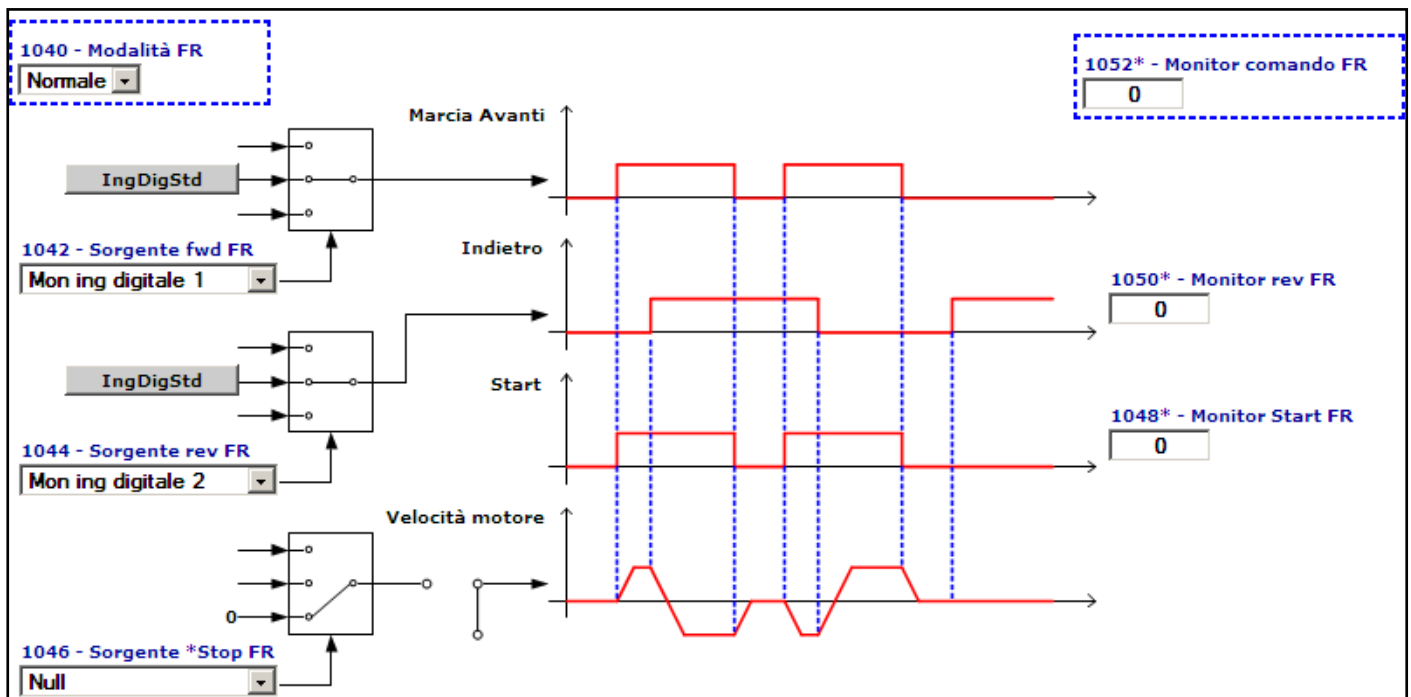 1040 - Modalità FR
Normale
1052* - Monitor comando FR
0
Marcia Avanti
IngDigStd
1042 - Sorgente fwd FR
Mon ing digitale 1
Indietro
1050* - Monitor rev FR
0
IngDigStd
Start
1048* - Monitor Start FR
0
1044 - Sorgente rev FR
Mon ing digitale 2
Velocità motore
0
1046 - Sorgente *Stop FR
Null